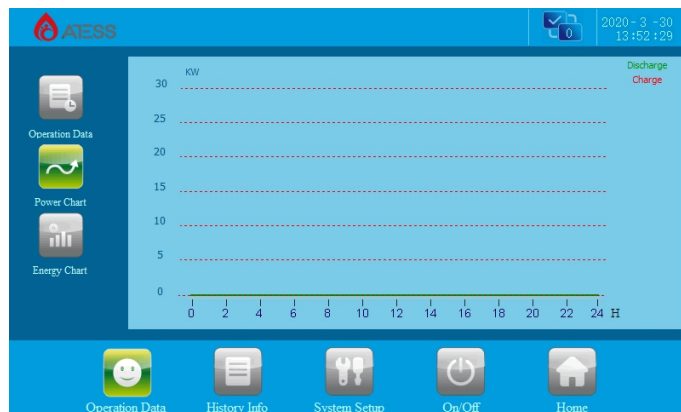 ATESS
0
2020- 3 -30
13:52:29
Operation Data
Power Chart
Energy Chart
KW
Discharge
Charge
30
25
20
15
10
5
0
0 2 4 6 8 10 12 14 16 18 20 22 24 H
Operation Data History Info System Setup On/Off Home